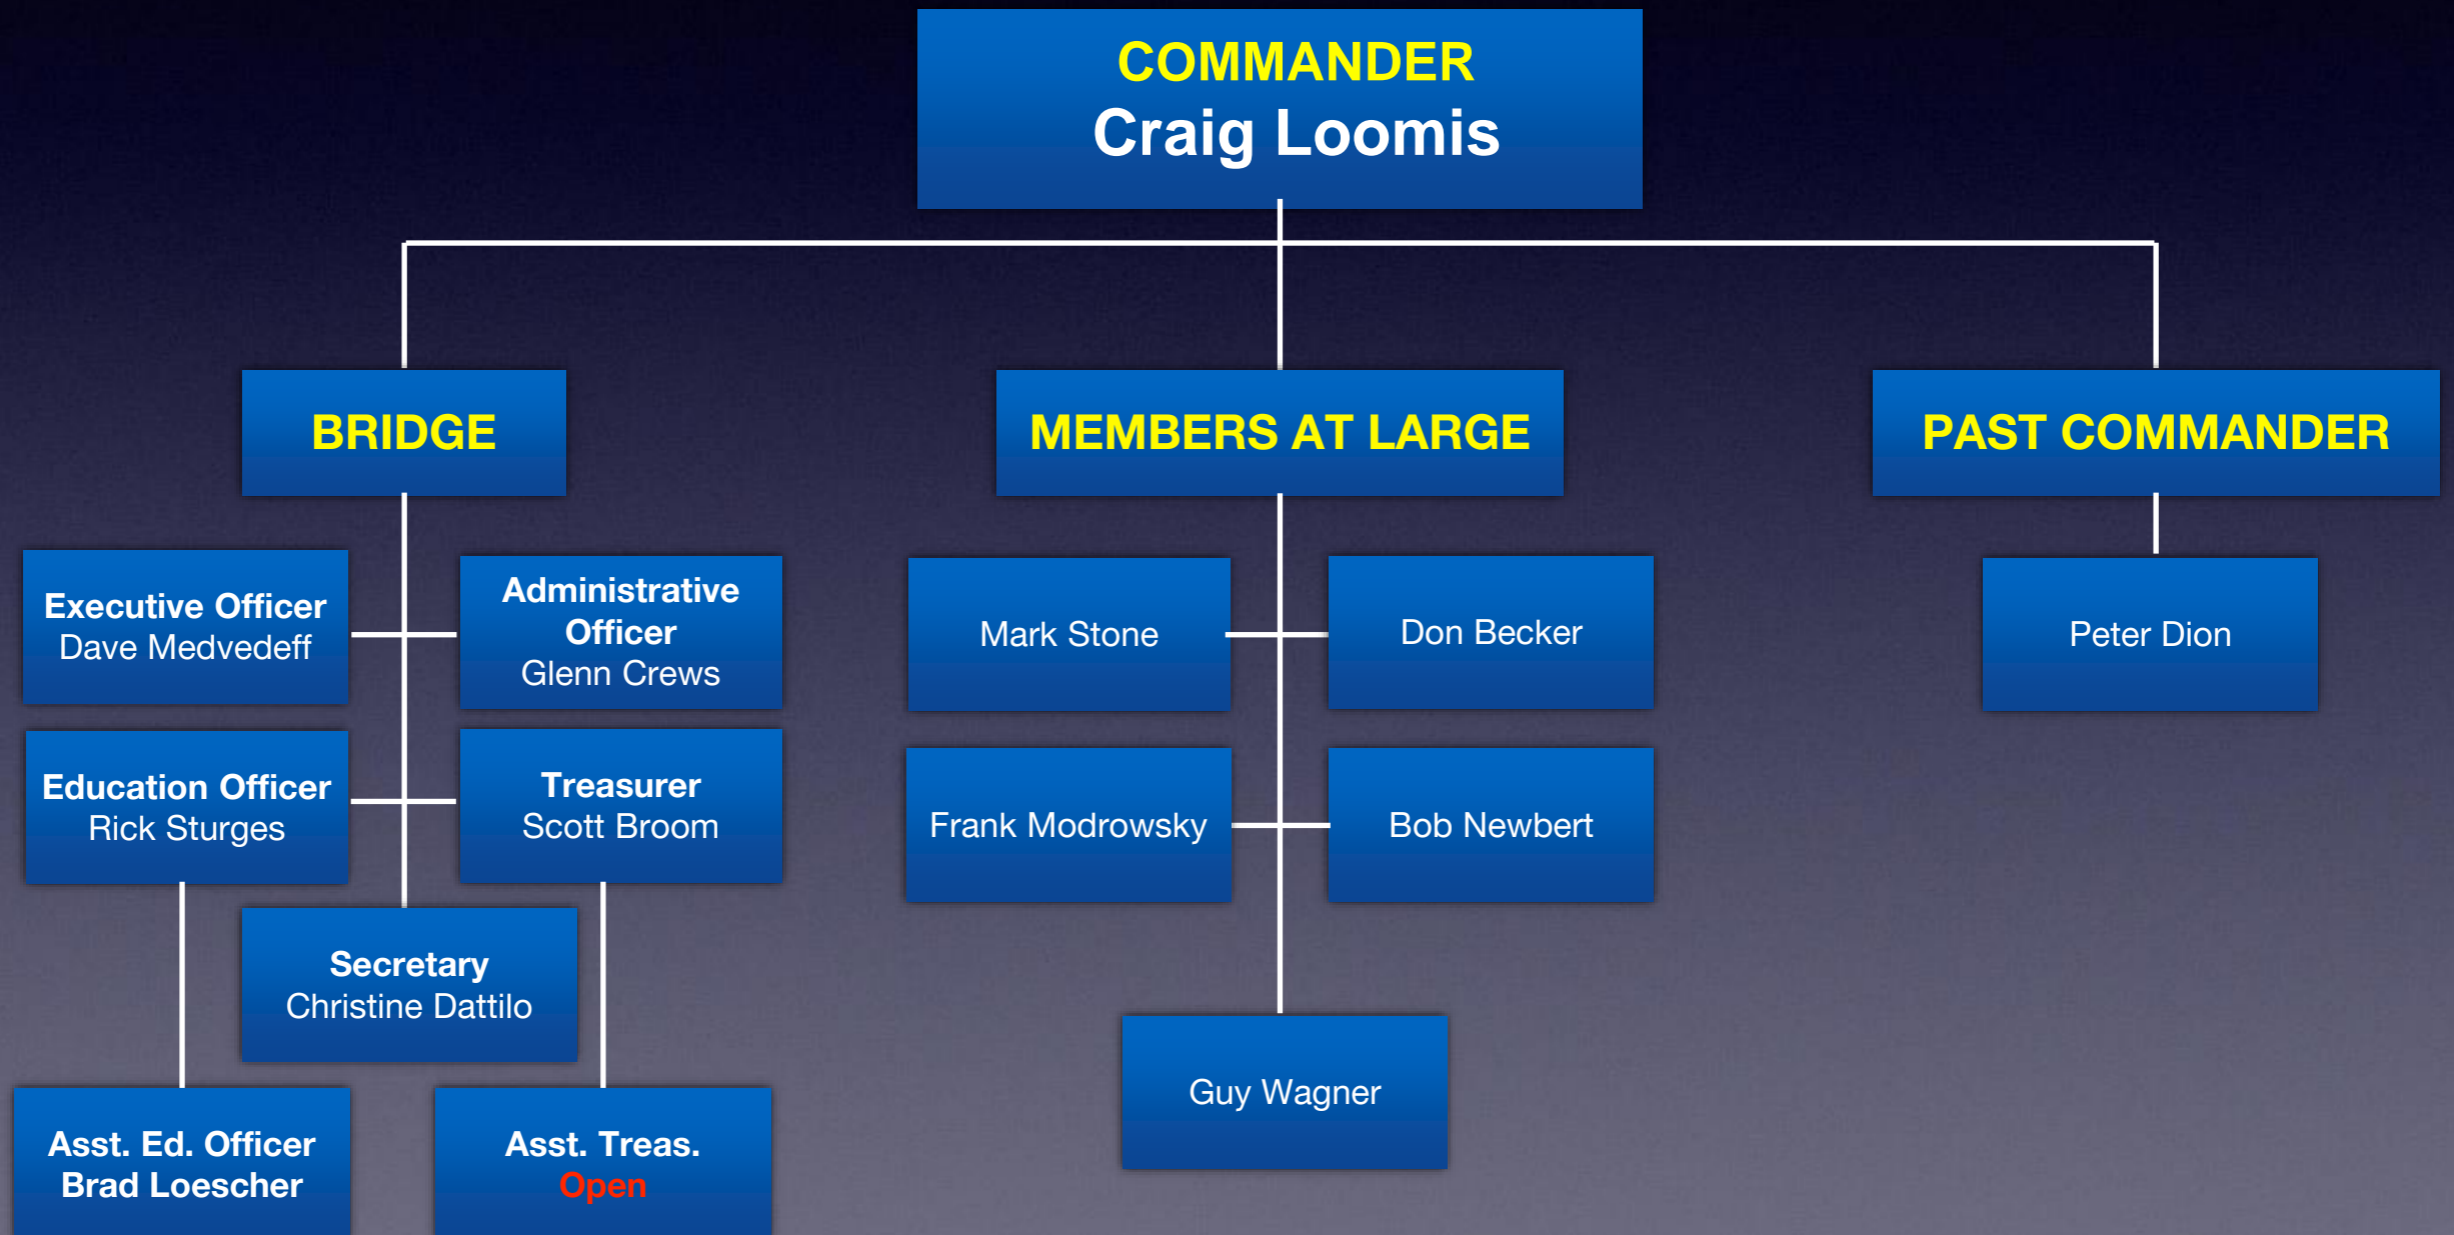 COMMANDER
Craig Loomis
BRIDGE
MEMBERS AT LARGE
PAST COMMANDER
Executive Officer
Dave Medvedeff
Administrative
Officer
Glenn Crews
Education Officer
Rick Sturges
Treasurer
Scott Broom
Secretary
Christine Dattilo
Asst. Ed. Officer
Brad Loescher
Asst. Treas.
Open
Mark Stone
Don Becker
Frank Modrowsky
Bob Newbert
Guy Wagner
Peter Dion